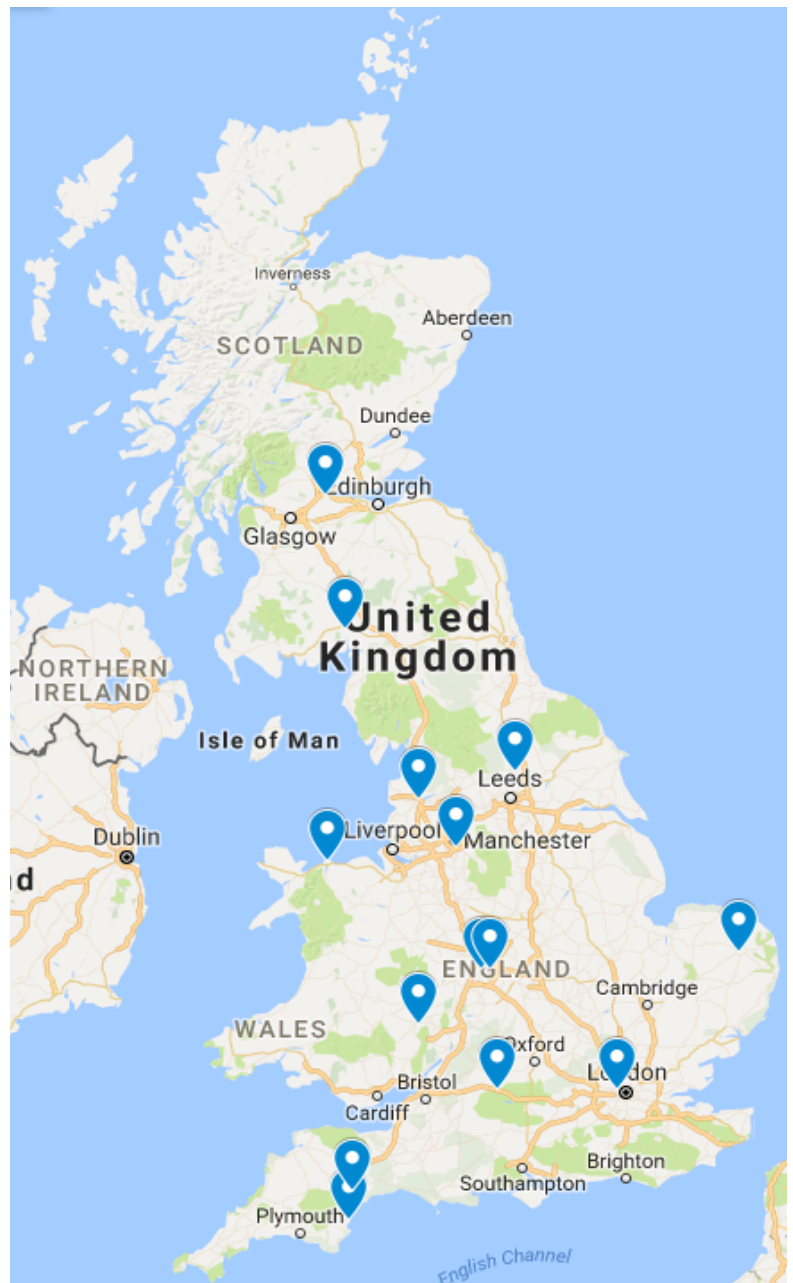 Inverness
Aberdeen
SCOTLAND
Dundee
Edinburgh
Glasgow
United
Kingdom
NORTHERN
IRELAND
Isle of Man
Leeds
Dublin
Liverpool
Manchester
d
ENGLAND
Cambridge
WALES
Oxford
London
Bristol
Cardiff
Brighton
Southampton
Plymouth
English Channel